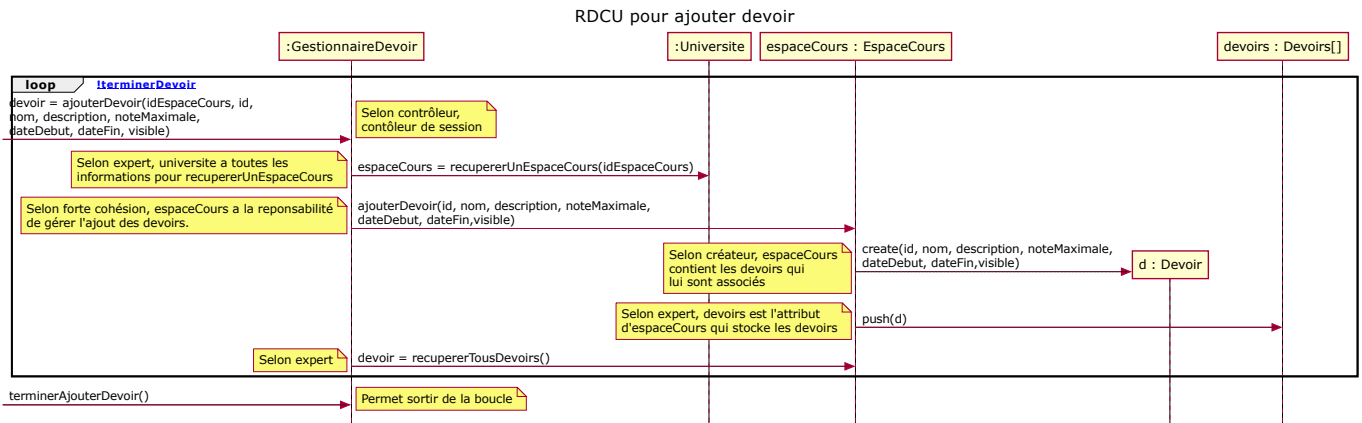 RDCU pour ajouter devoir
:GestionnaireDevoir
:Universite
espaceCours : EspaceCours
devoirs : Devoirs[]
loop
!terminerDevoir
devoir = ajouterDevoir(idEspaceCours, id,
nom, description, noteMaximale,
dateDebut, dateFin, visible)
Selon contrôleur,
contôleur de session
Selon expert, universite a toutes les
informations pour recupererUnEspaceCours
espaceCours = recupererUnEspaceCours(idEspaceCours)
Selon forte cohésion, espaceCours a la reponsabilité
de gérer l'ajout des devoirs.
ajouterDevoir(id, nom, description, noteMaximale,
dateDebut, dateFin,visible)
Selon créateur, espaceCours
contient les devoirs qui
lui sont associés
create(id, nom, description, noteMaximale,
dateDebut, dateFin,visible)
d : Devoir
Selon expert, devoirs est l'attribut
d'espaceCours qui stocke les devoirs
push(d)
Selon expert
devoir = recupererTousDevoirs()
terminerAjouterDevoir()
Permet sortir de la boucle